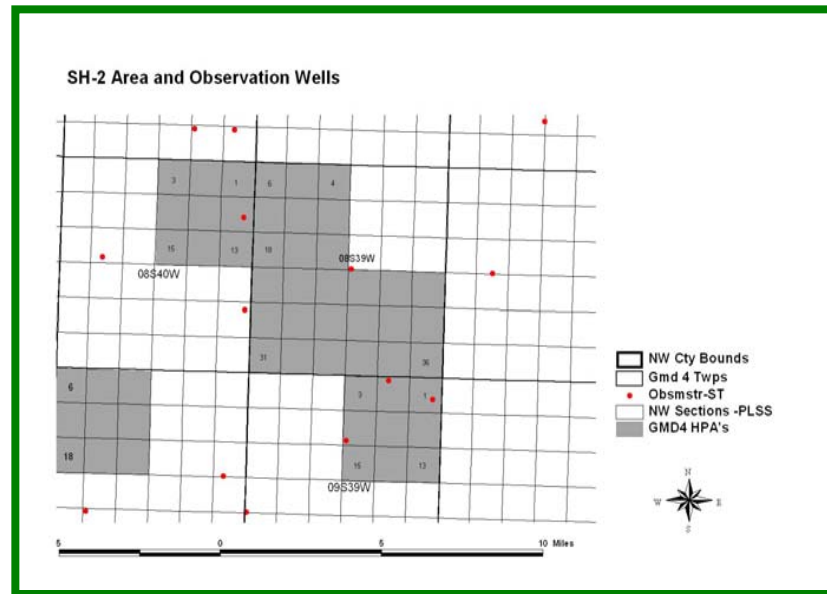 SH-2 Area and Observation Wells
3 1 6 4
15 13 18
08S39W
08S40W
31 36
6 3 1
18 15 13
09S39W
NW Cty Bounds
Gmd 4 Twps
Obsmstr-ST
NW Sections -PLSS
GMD4 HPA's
N
W E
S
5 0 5 10 Miles